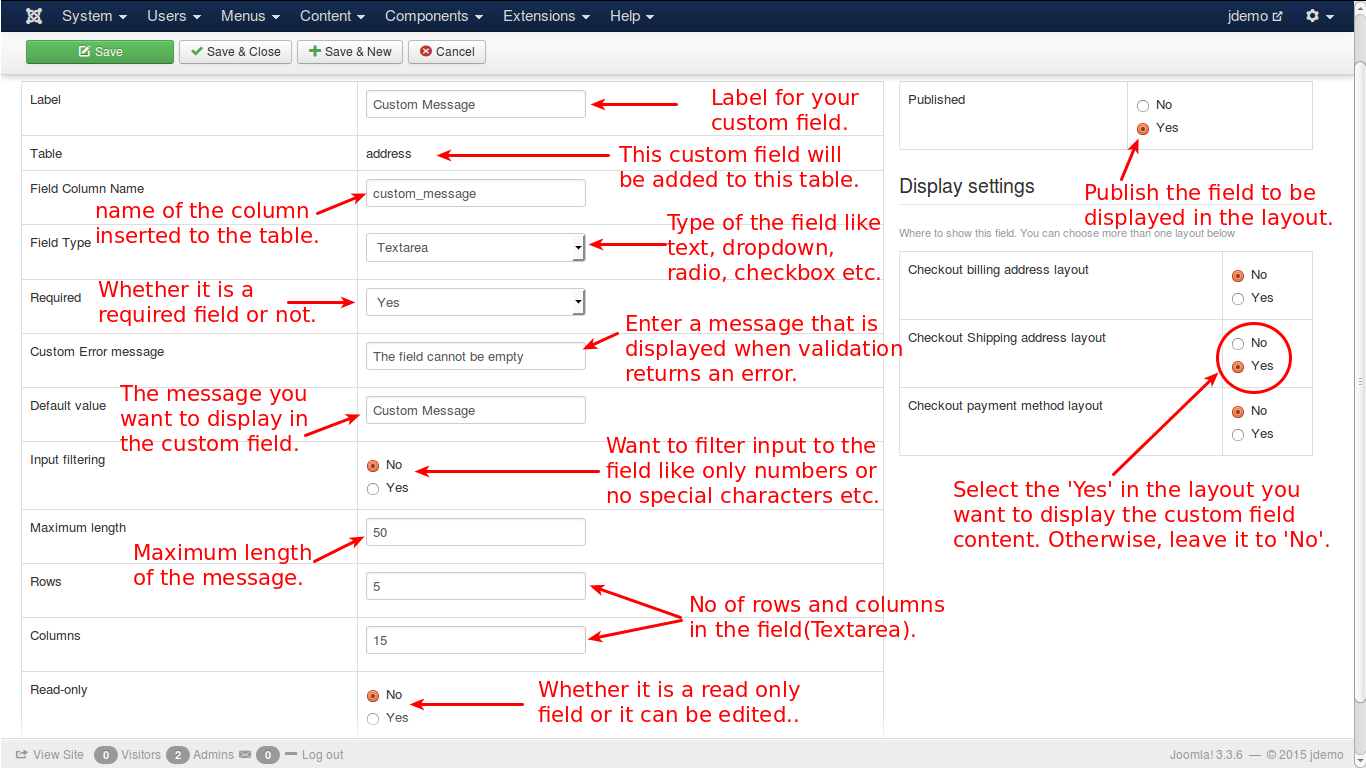 System Users Menus Content Components Extensions Help jdemo
Save Save & Close Save & New Cancel
Label
Custom Message
Label for your
custom field.
Table
address
This custom field will
be added to this table.
Field Column Name
custom_message
name of the column
inserted to the table.
Field Type
Textarea
Type of the field like
text, dropdown,
radio, checkbox etc.
Required
Yes
Whether it is a
required field or not.
Custom Error message
The field cannot be empty
Enter a message that is
displayed when validation
returns an error.
Default value
Custom Message
The message you
want to display in
the custom field.
Input filtering
No
Yes
Want to filter input to the
field like only numbers or
no special characters etc.
Maximum length
50
Maximum length
of the message.
Rows
5
Columns
15
No of rows and columns
in the field(Textarea).
Read-only
No
Yes
Whether it is a read only
field or it can be edited..
Published
No
Yes
Publish the field to be
displayed in the layout.
Display settings
Where to show this field. You can choose more than one layout below
Checkout billing address layout
No
Yes
Checkout Shipping address layout
No
Yes
Checkout payment method layout
No
Yes
Select the 'Yes' in the layout you
want to display the custom field
content. Otherwise, leave it to 'No'.
View Site 0 Visitors 2 Admins 0 Log out
Joomla! 3.3.6 — © 2015 jdemo